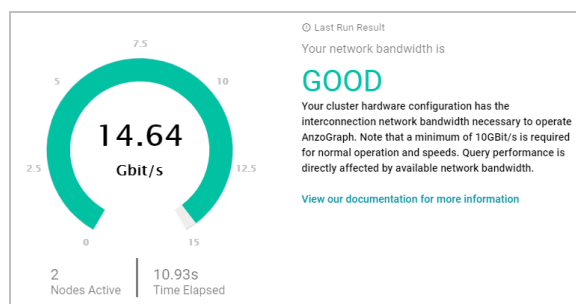 7.5
5
10
2.5
12.5
0
15
14.64
Gbit/s
2
Nodes Active
10.93s
Time Elapsed
Last Run Result
Your network bandwidth is
GOOD
Your cluster hardware configuration has the
interconnection network bandwidth necessary to operate
AnzoGraph. Note that a minimum of 10GBit/s is required
for normal operation and speeds. Query performance is
directly affected by available network bandwidth.
View our documentation for more information